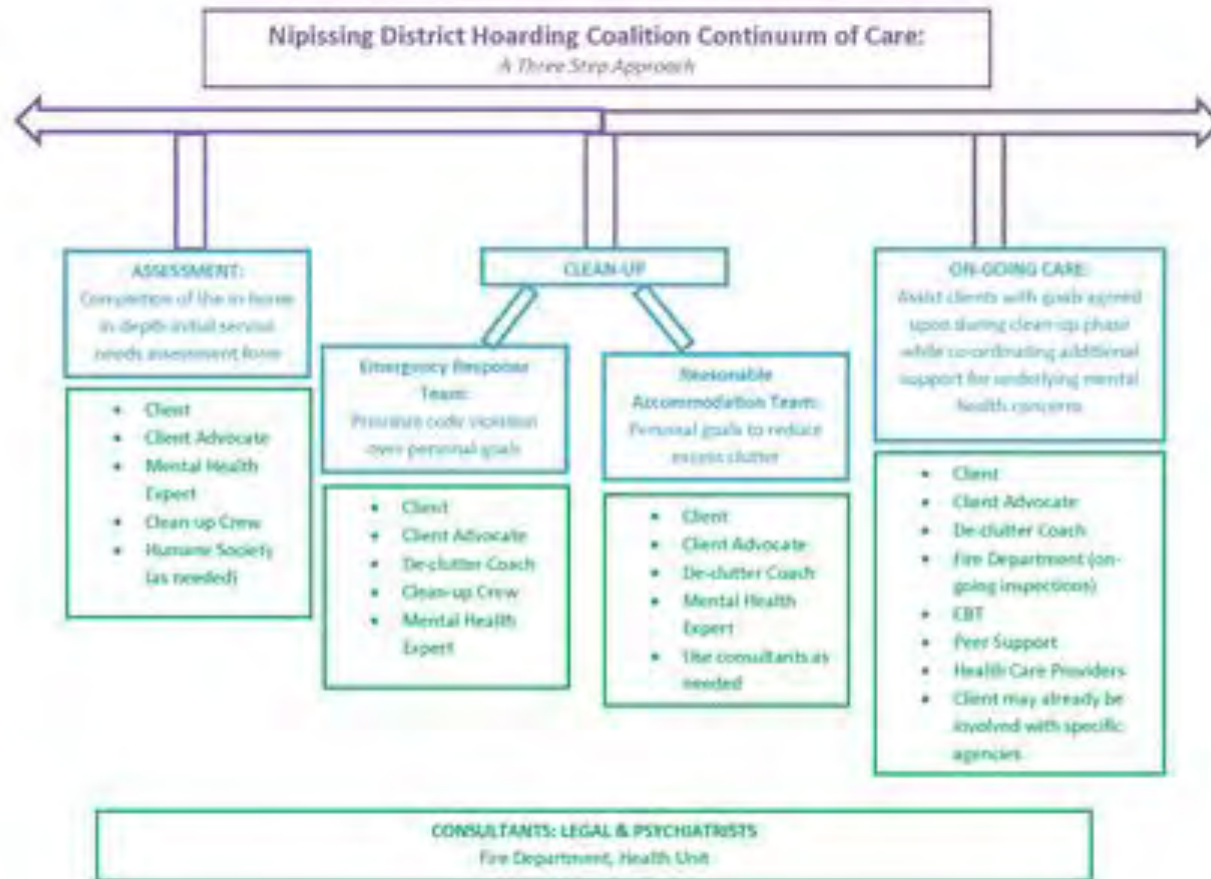 Nipissing District Hoarding Coalition Continuum of Care:
A Three Step Approach
ASSESSMENT:
Completion of the in-home
in-depth initial service
needs assessment form
• Client
• Client Advocate
• Mental Health
Expert
• Clean up Crew
• Humane Society
(as needed)
CLEAN-UP
Emergency Response
Team:
Prioritize code violation
over personal goals
• Client
• Client Advocate
• De-clutter Coach
• Clean-up Crew
• Mental Health
Expert
Reasonable
Accommodation Team:
Personal goals to reduce
excess clutter
• Client
• Client Advocate
• De-clutter Coach
• Mental Health
Expert
• Use consultants as
needed
ON-GOING CARE:
Assist clients with goals agreed
upon during clean-up phase
while co-ordinating additional
support for underlying mental
health concerns
• Client
• Client Advocate
• De-clutter Coach
• Fire Department (on-
going inspections)
• CBT
• Peer Support
• Health Care Providers
• Client may already be
involved with specific
agencies
CONSULTANTS: LEGAL & PSYCHIATRISTS
Fire Department, Health Unit